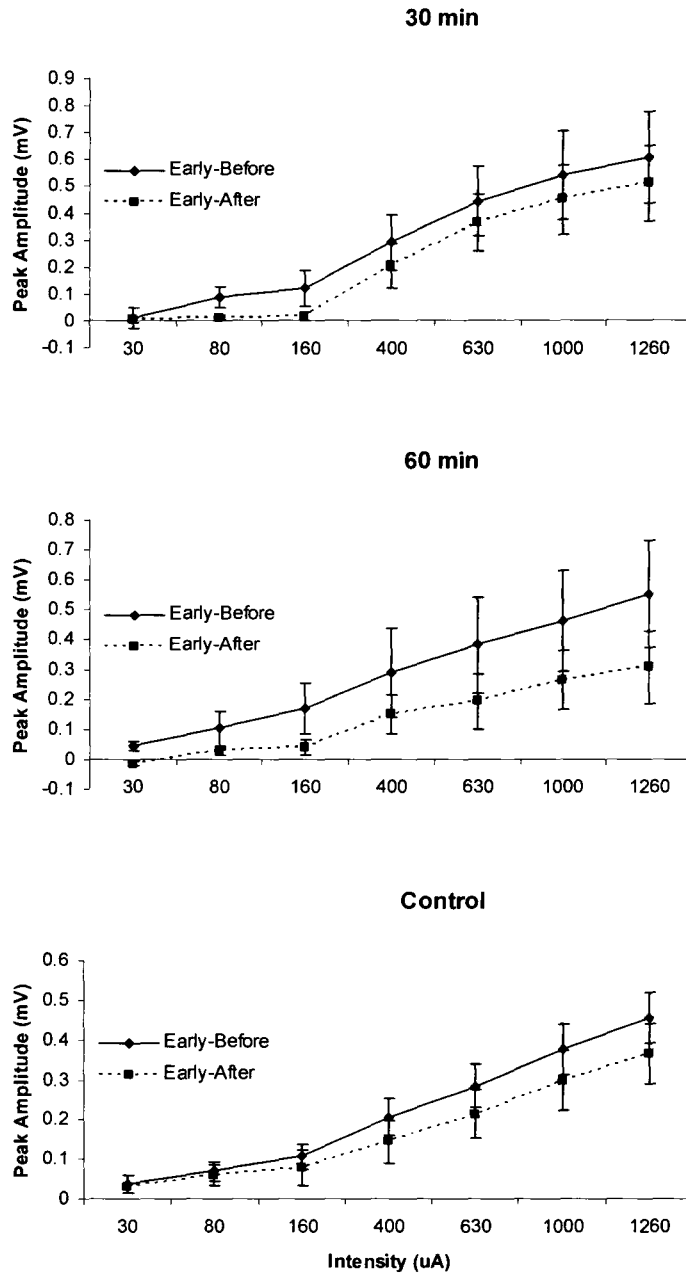 30 min
0.9
0.8
0.7
0.6
0.5
0.4
0.3
0.2
0.1
0
-0.1
Peak Amplitude (mV)
Early-Before
Early-After
30 80 160 400 630 1000 1260
60 min
0.8
0.7
0.6
0.5
0.4
0.3
0.2
0.1
0
-0.1
Peak Amplitude (mV)
Early-Before
Early-After
30 80 160 400 630 1000 1260
Control
0.6
0.5
0.4
0.3
0.2
0.1
0
Peak Amplitude (mV)
Early-Before
Early-After
30 80 160 400 630 1000 1260
Intensity (uA)